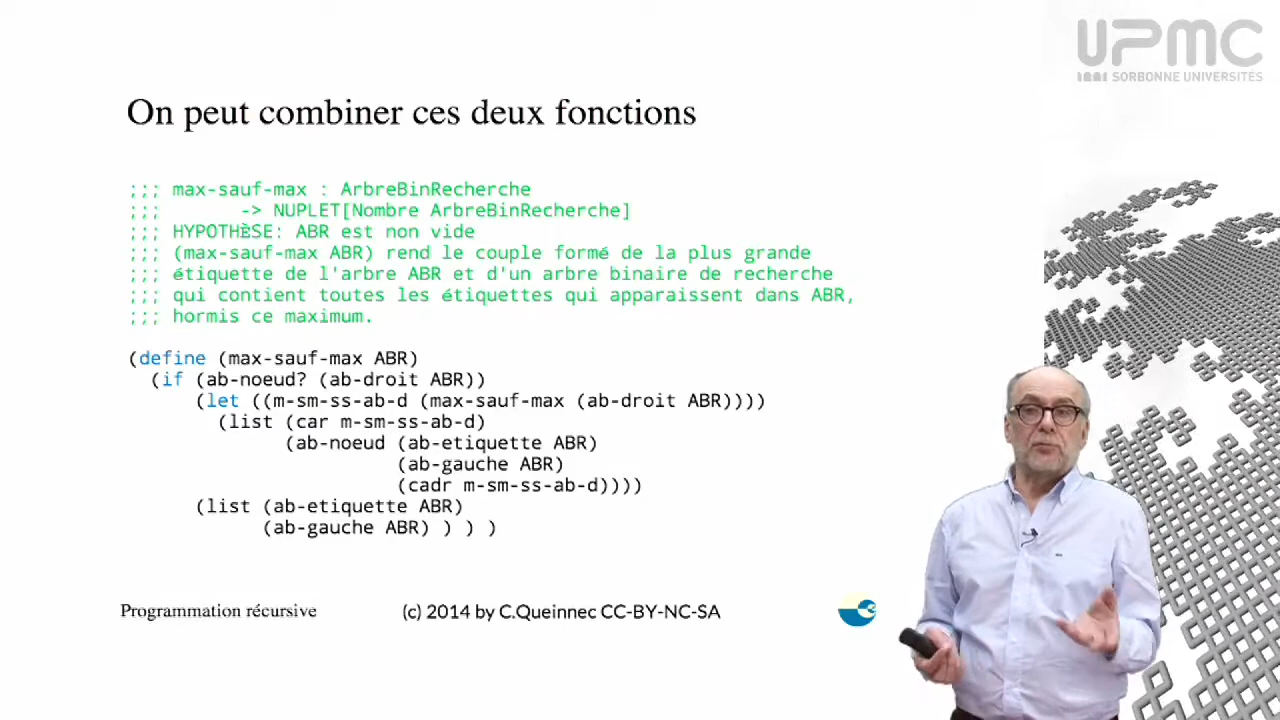 UPMC
SORBONNE UNIVERSITÉS
On peut combiner ces deux fonctions
;;; max-sauf-max : ArbreBinRecherche
;;;       -> NUPLET[Nombre ArbreBinRecherche]
;;; HYPOTHÈSE: ABR est non vide
;;; (max-sauf-max ABR) rend le couple formé de la plus grande
;;; étiquette de l'arbre ABR et d'un arbre binaire de recherche
;;; qui contient toutes les étiquettes qui apparaissent dans ABR,
;;; hormis ce maximum.
(define (max-sauf-max ABR)
  (if (ab-noeud? (ab-droit ABR))
      (let ((m-sm-ss-ab-d (max-sauf-max (ab-droit ABR))))
        (list (car m-sm-ss-ab-d)
              (ab-noeud (ab-etiquette ABR)
                        (ab-gauche ABR)
                        (cadr m-sm-ss-ab-d))))
      (list (ab-etiquette ABR)
            (ab-gauche ABR) ) ) )
Programmation récursive
(c) 2014 by C.Queinnec CC-BY-NC-SA